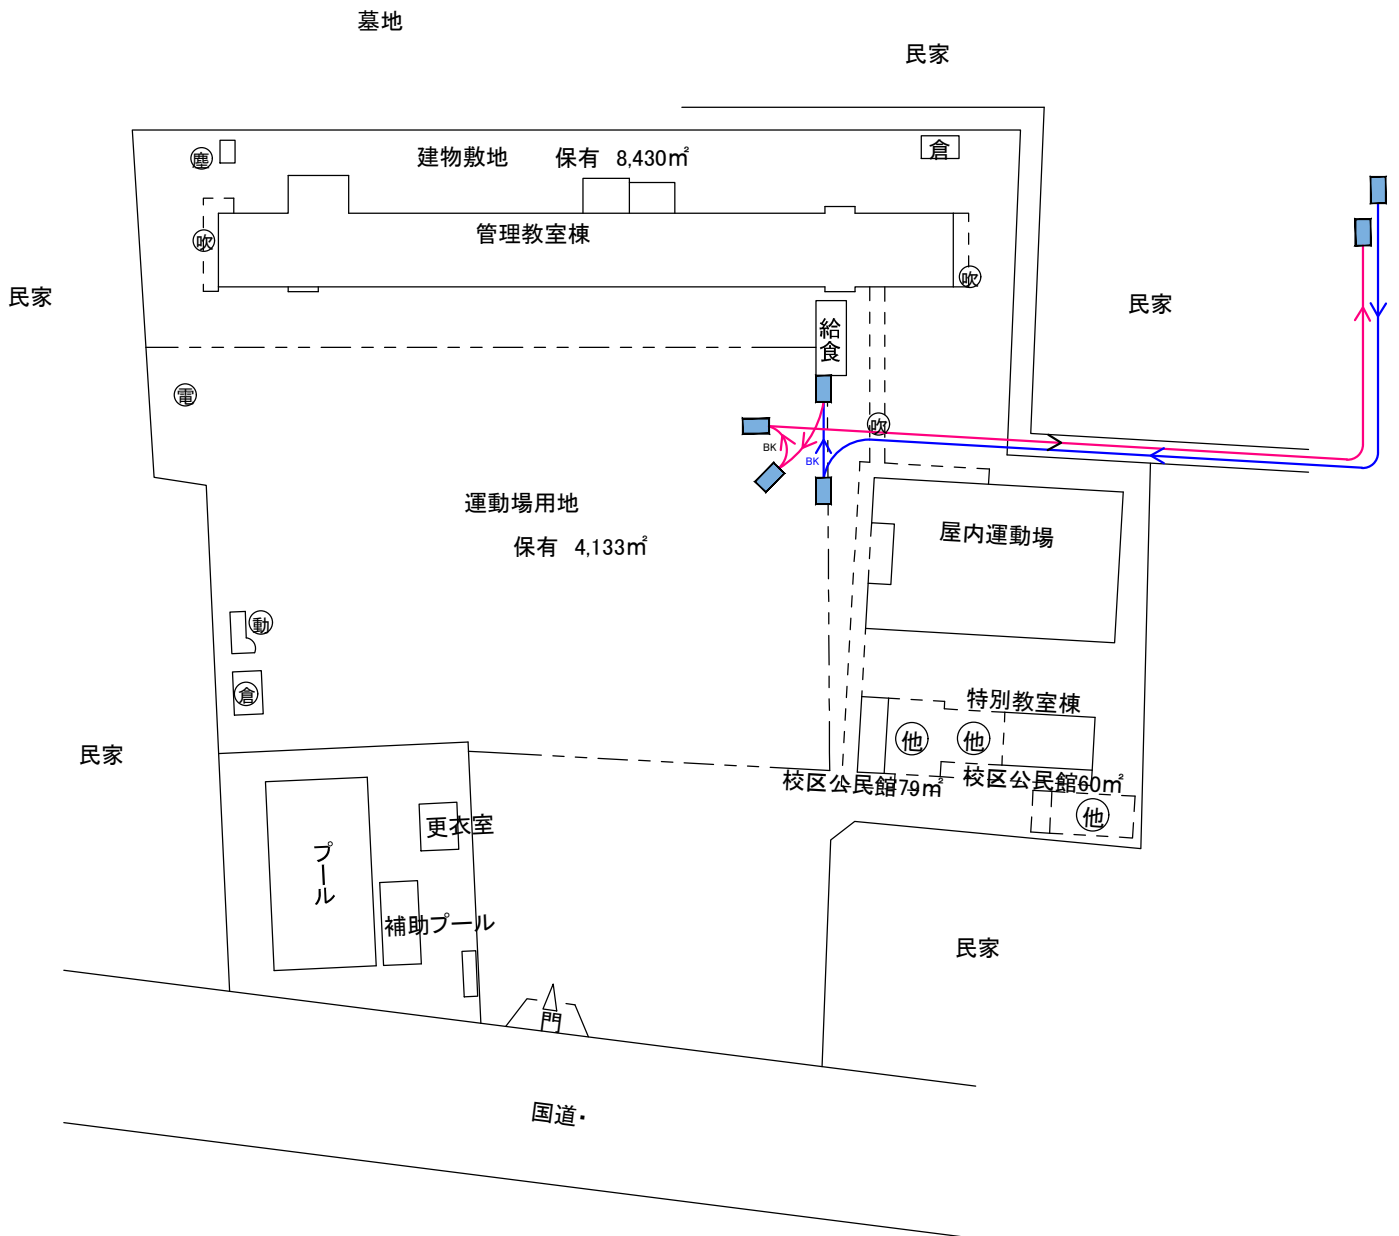 墓地
民家
塵
建物敷地 保有 8,430㎡
倉
管理教室棟
吹
吹
民家
民家
給食
電
吹
BK
BK
運動場用地
保有 4,133㎡
屋内運動場
動
倉
特別教室棟
他
他
民家
校区公民館79㎡
校区公民館60㎡
他
更衣室
プール
補助プール
民家
門
国道・